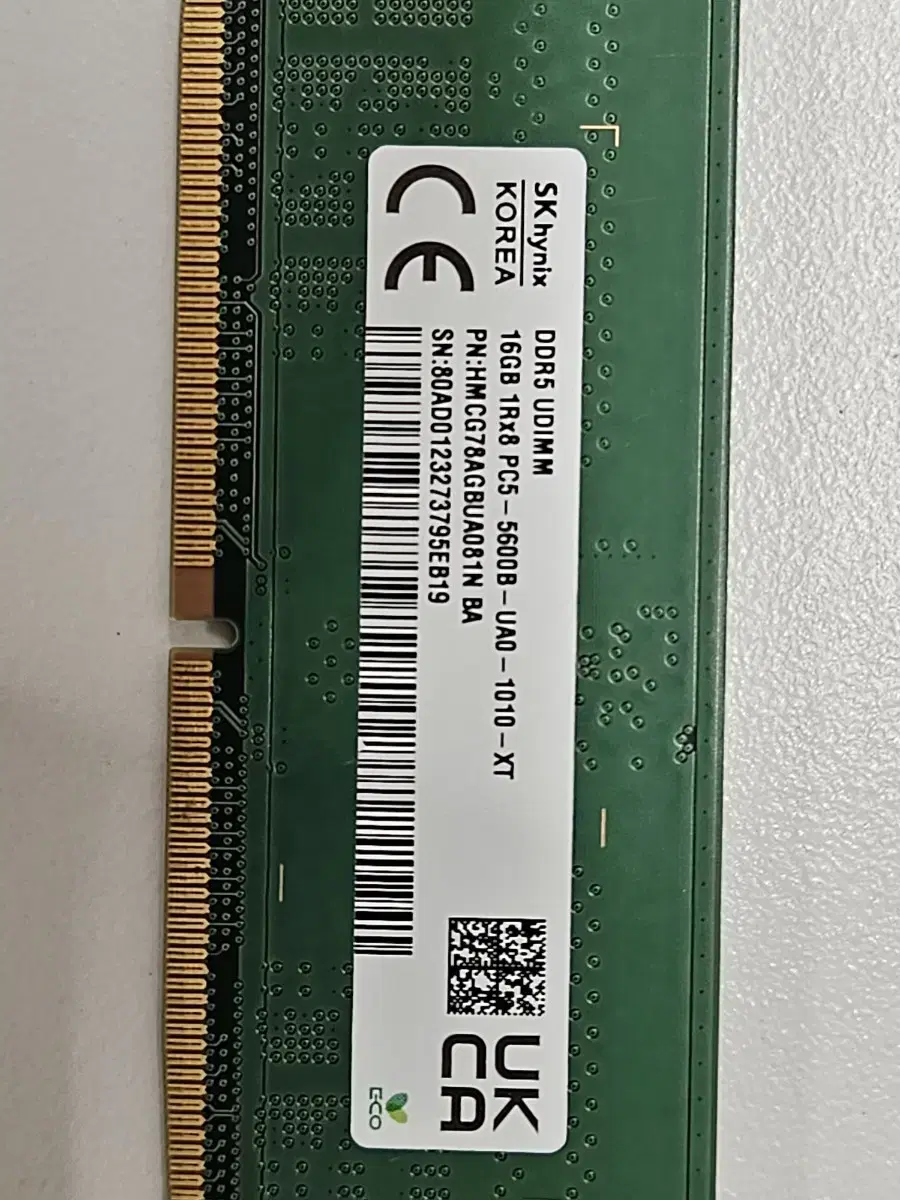 SK hynix
KOREA
DDR5 UDIMM
16GB 1Rx8 PC5-5600B-UA0-1010-XT
PN:HMCG78AGBUA081N BA
SN:80AD0123273795EB19
CE
UK
CA
ECO